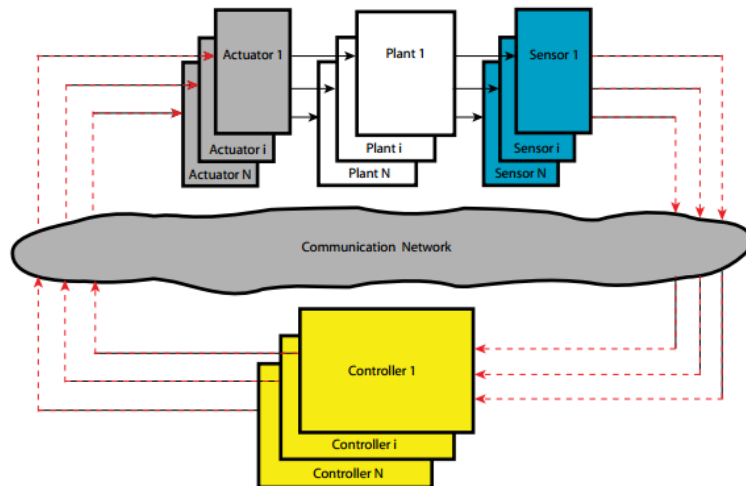 Actuator 1
Plant 1
Sensor 1
Actuator i
Plant i
Sensor i
Actuator N
Plant N
Sensor N
Communication Network
Controller 1
Controller i
Controller N